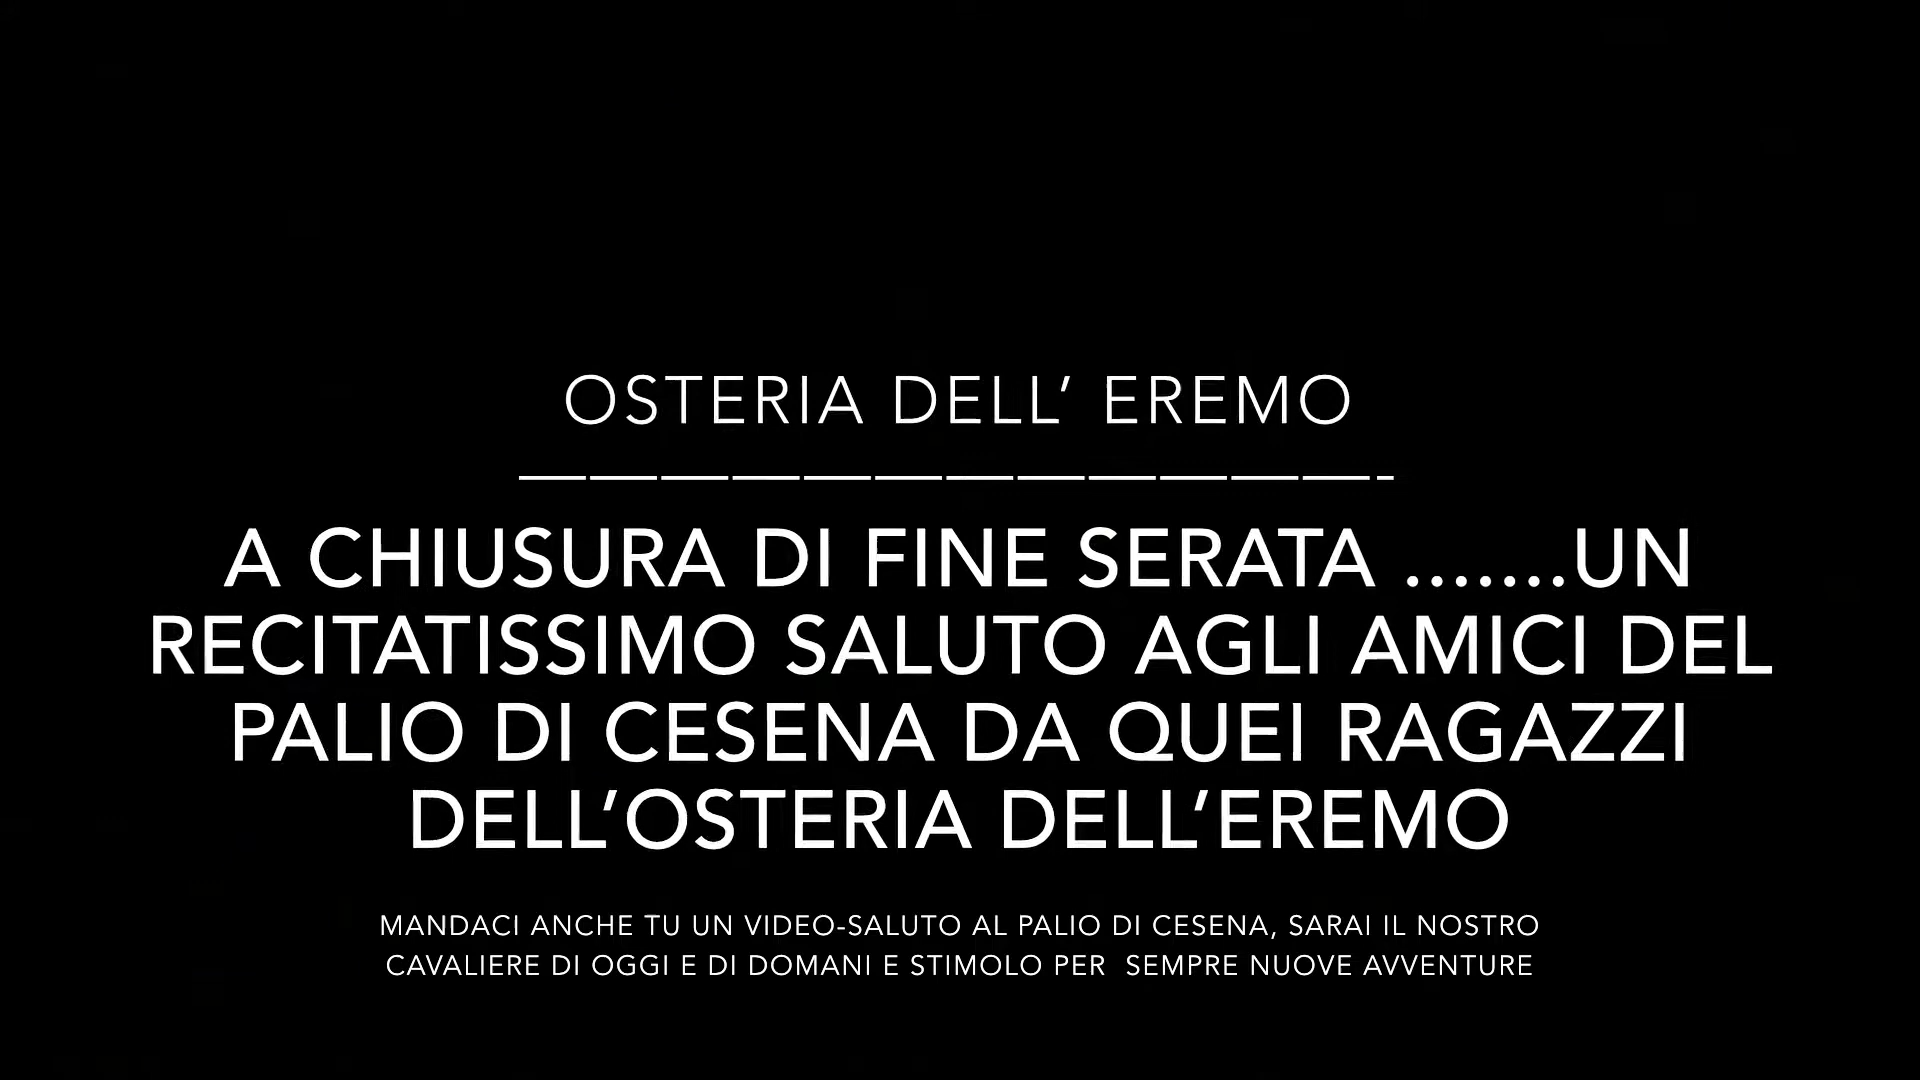 OSTERIA DELL’ EREMO
————————————-
A CHIUSURA DI FINE SERATA .......UN
RECITATISSIMO SALUTO AGLI AMICI DEL
PALIO DI CESENA DA QUEI RAGAZZI
DELL’OSTERIA DELL’EREMO
MANDACI ANCHE TU UN VIDEO-SALUTO AL PALIO DI CESENA, SARAI IL NOSTRO
CAVALIERE DI OGGI E DI DOMANI E STIMOLO PER  SEMPRE NUOVE AVVENTURE